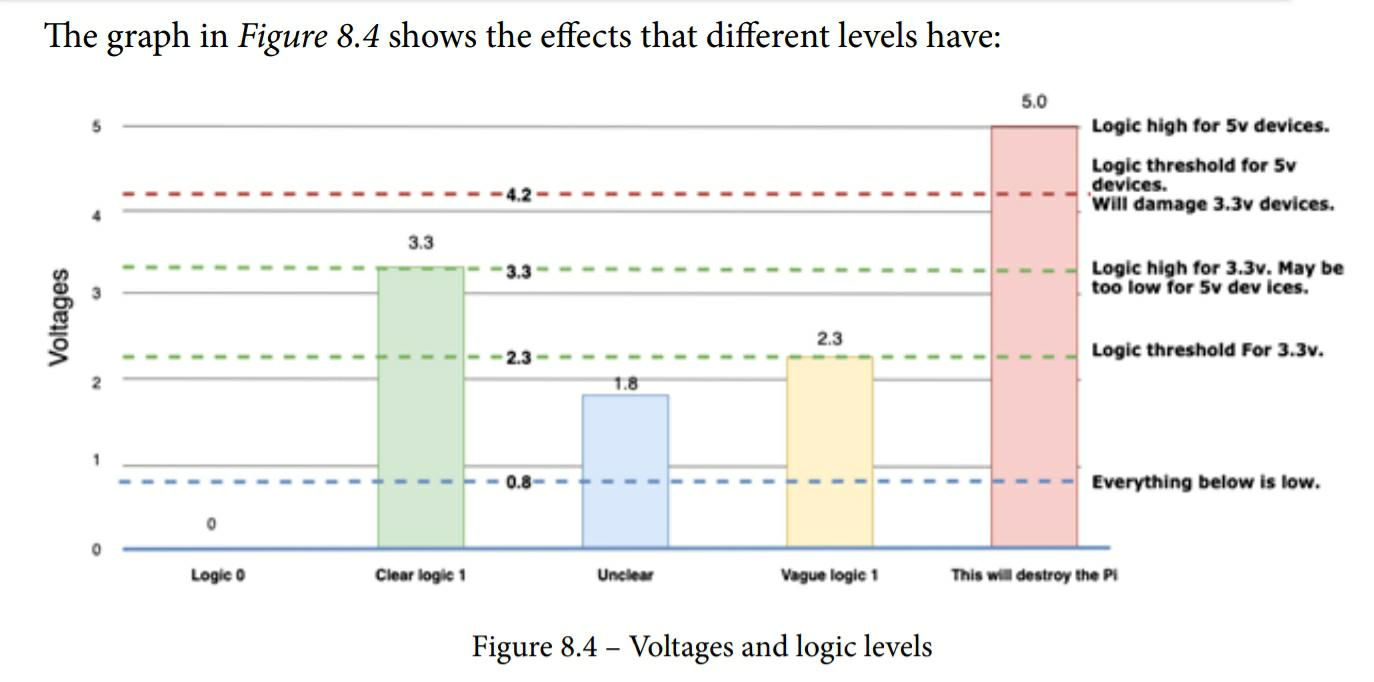 The graph in Figure 8.4 shows the effects that different levels have:
5.0
5
Logic high for 5v devices.
Logic threshold for 5v
devices.
4.2
Will damage 3.3v devices.
4
3.3
3.3
Logic high for 3.3v. May be
too low for 5v dev ices.
3
Voltages
2.3
2.3
Logic threshold For 3.3v.
2
1.8
1
0.8
Everything below is low.
0
0
Logic 0
Clear logic 1
Unclear
Vague logic 1
This will destroy the Pi
Figure 8.4 – Voltages and logic levels